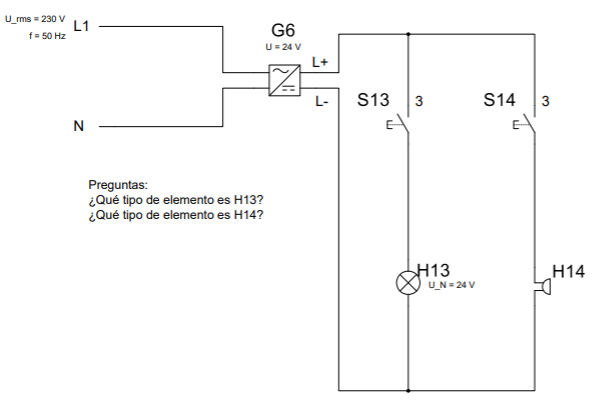 U_rms = 230 V
f = 50 Hz
L1
G6
U = 24 V
L+
L-
S13
3
S14
3
E
E
N
Preguntas:
¿Qué tipo de elemento es H13?
¿Qué tipo de elemento es H14?
H13
U_N = 24 V
H14